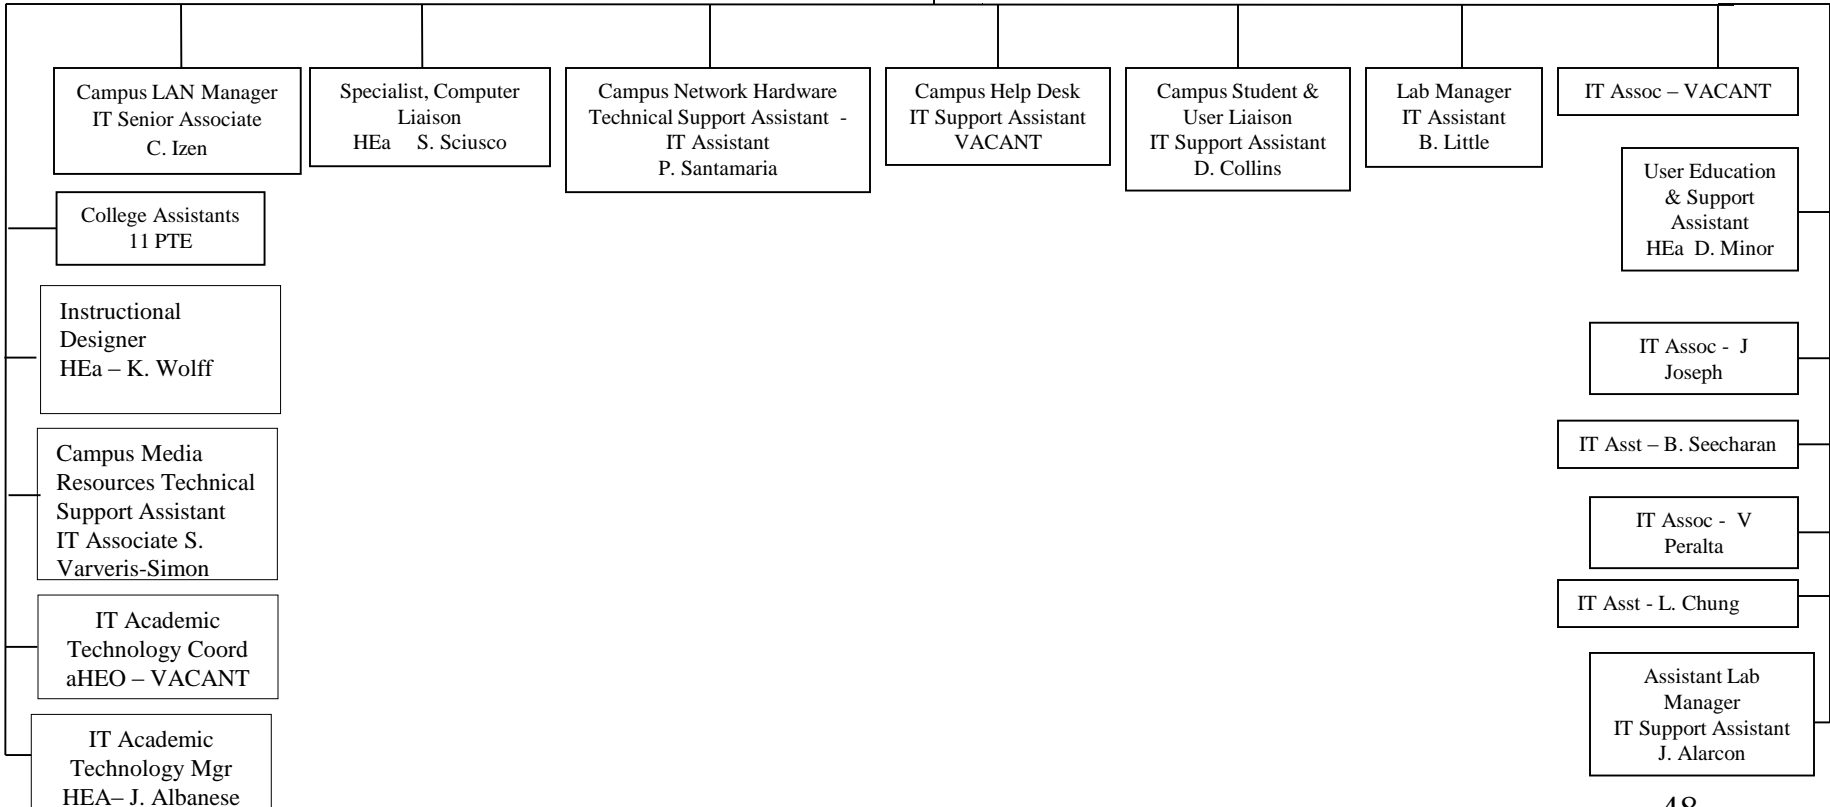 Campus LAN Manager
IT Senior Associate
C. Izen
Specialist, Computer
Liaison
HEa S. Sciusco
Campus Network Hardware
Technical Support Assistant -
IT Assistant
P. Santamaria
Campus Help Desk
IT Support Assistant
VACANT
Campus Student &
User Liaison
IT Support Assistant
D. Collins
Lab Manager
IT Assistant
B. Little
IT Assoc – VACANT
College Assistants
11 PTE
Instructional
Designer
HEa – K. Wolff
Campus Media
Resources Technical
Support Assistant
IT Associate S.
Varveris-Simon
IT Academic
Technology Coord
aHEO – VACANT
IT Academic
Technology Mgr
HEA– J. Albanese
User Education
& Support
Assistant
HEa D. Minor
IT Assoc - J
Joseph
IT Asst – B. Seecharan
IT Assoc - V
Peralta
IT Asst - L. Chung
Assistant Lab
Manager
IT Support Assistant
J. Alarcon
48